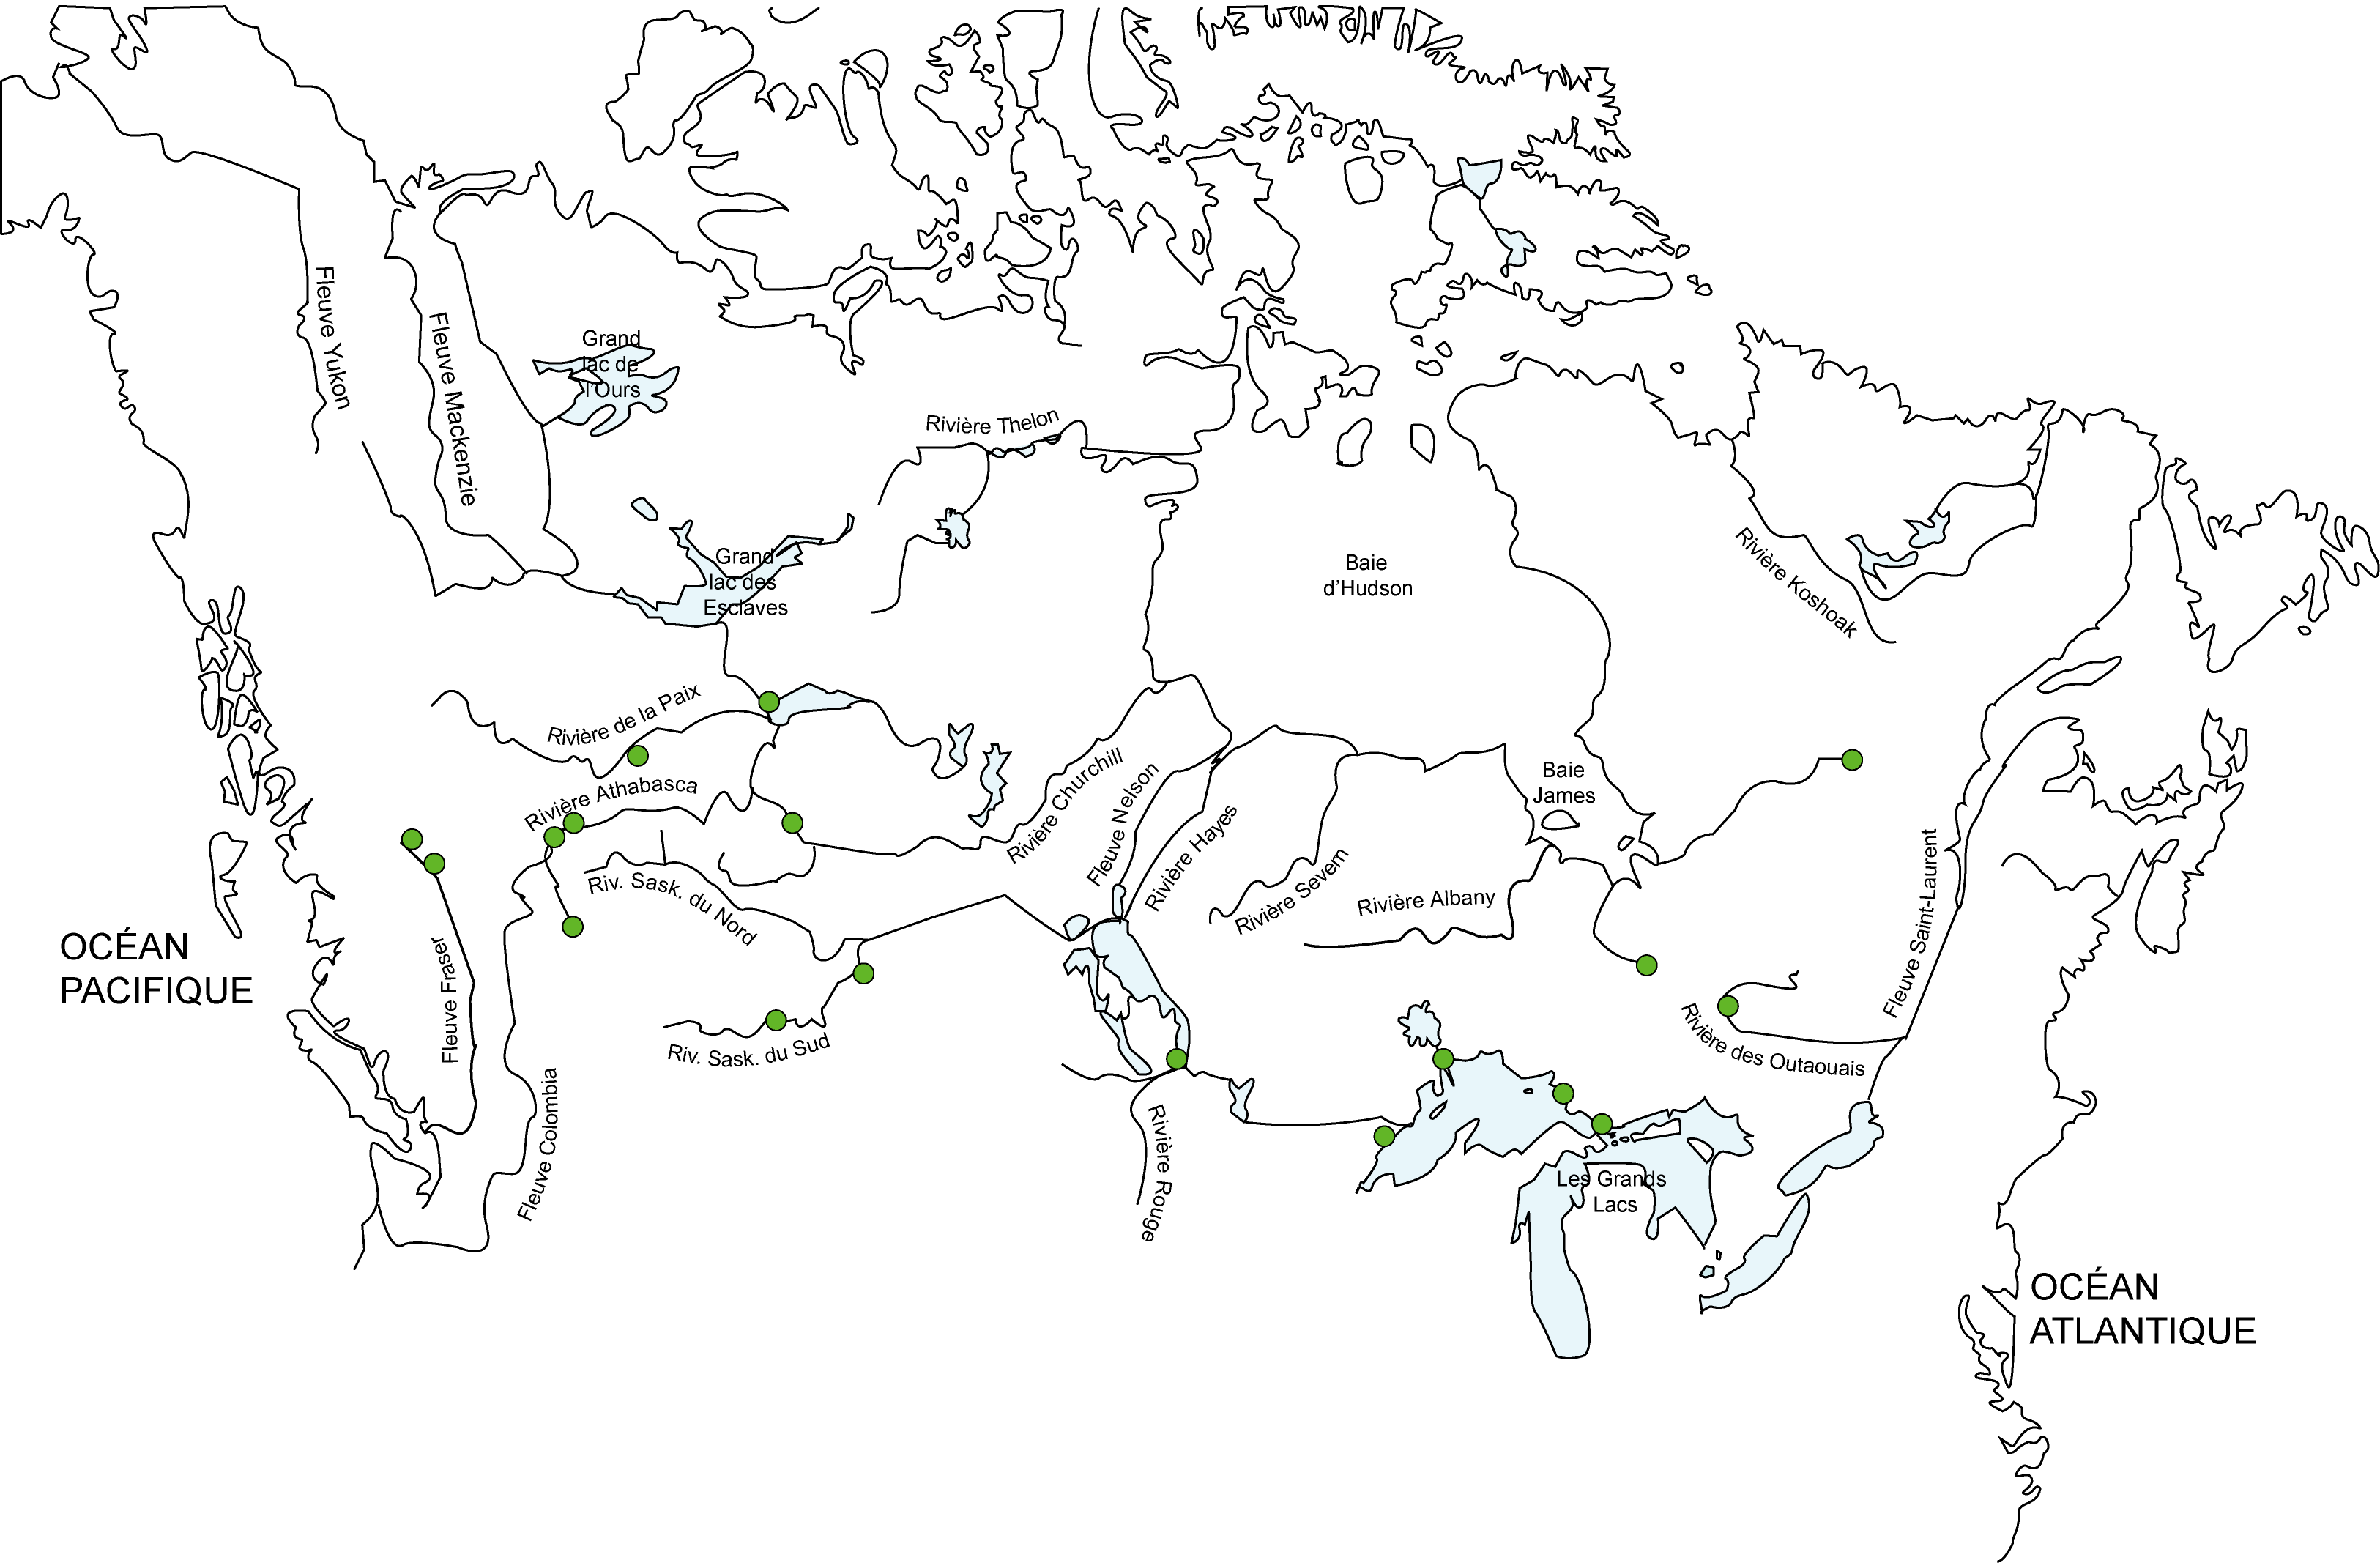 Fleuve Yukon
Fleuve Mackenzie
Grand
lac de
l'Ours
Rivière Thelon
Grand
lac des
Esclaves
Baie
d'Hudson
Rivière Koshoak
Rivière de la Paix
Rivière Athabasca
Rivière Churchill
Fleuve Nelson
Rivière Hayes
Baie
James
Riv. Sask. du Nord
Rivière Severn
Rivière Albany
Fleuve Saint-Laurent
OCÉAN
PACIFIQUE
Fleuve Fraser
Riv. Sask. du Sud
Rivière des Outaouais
Fleuve Colombia
Rivière Rouge
Les Grands
Lacs
OCÉAN
ATLANTIQUE